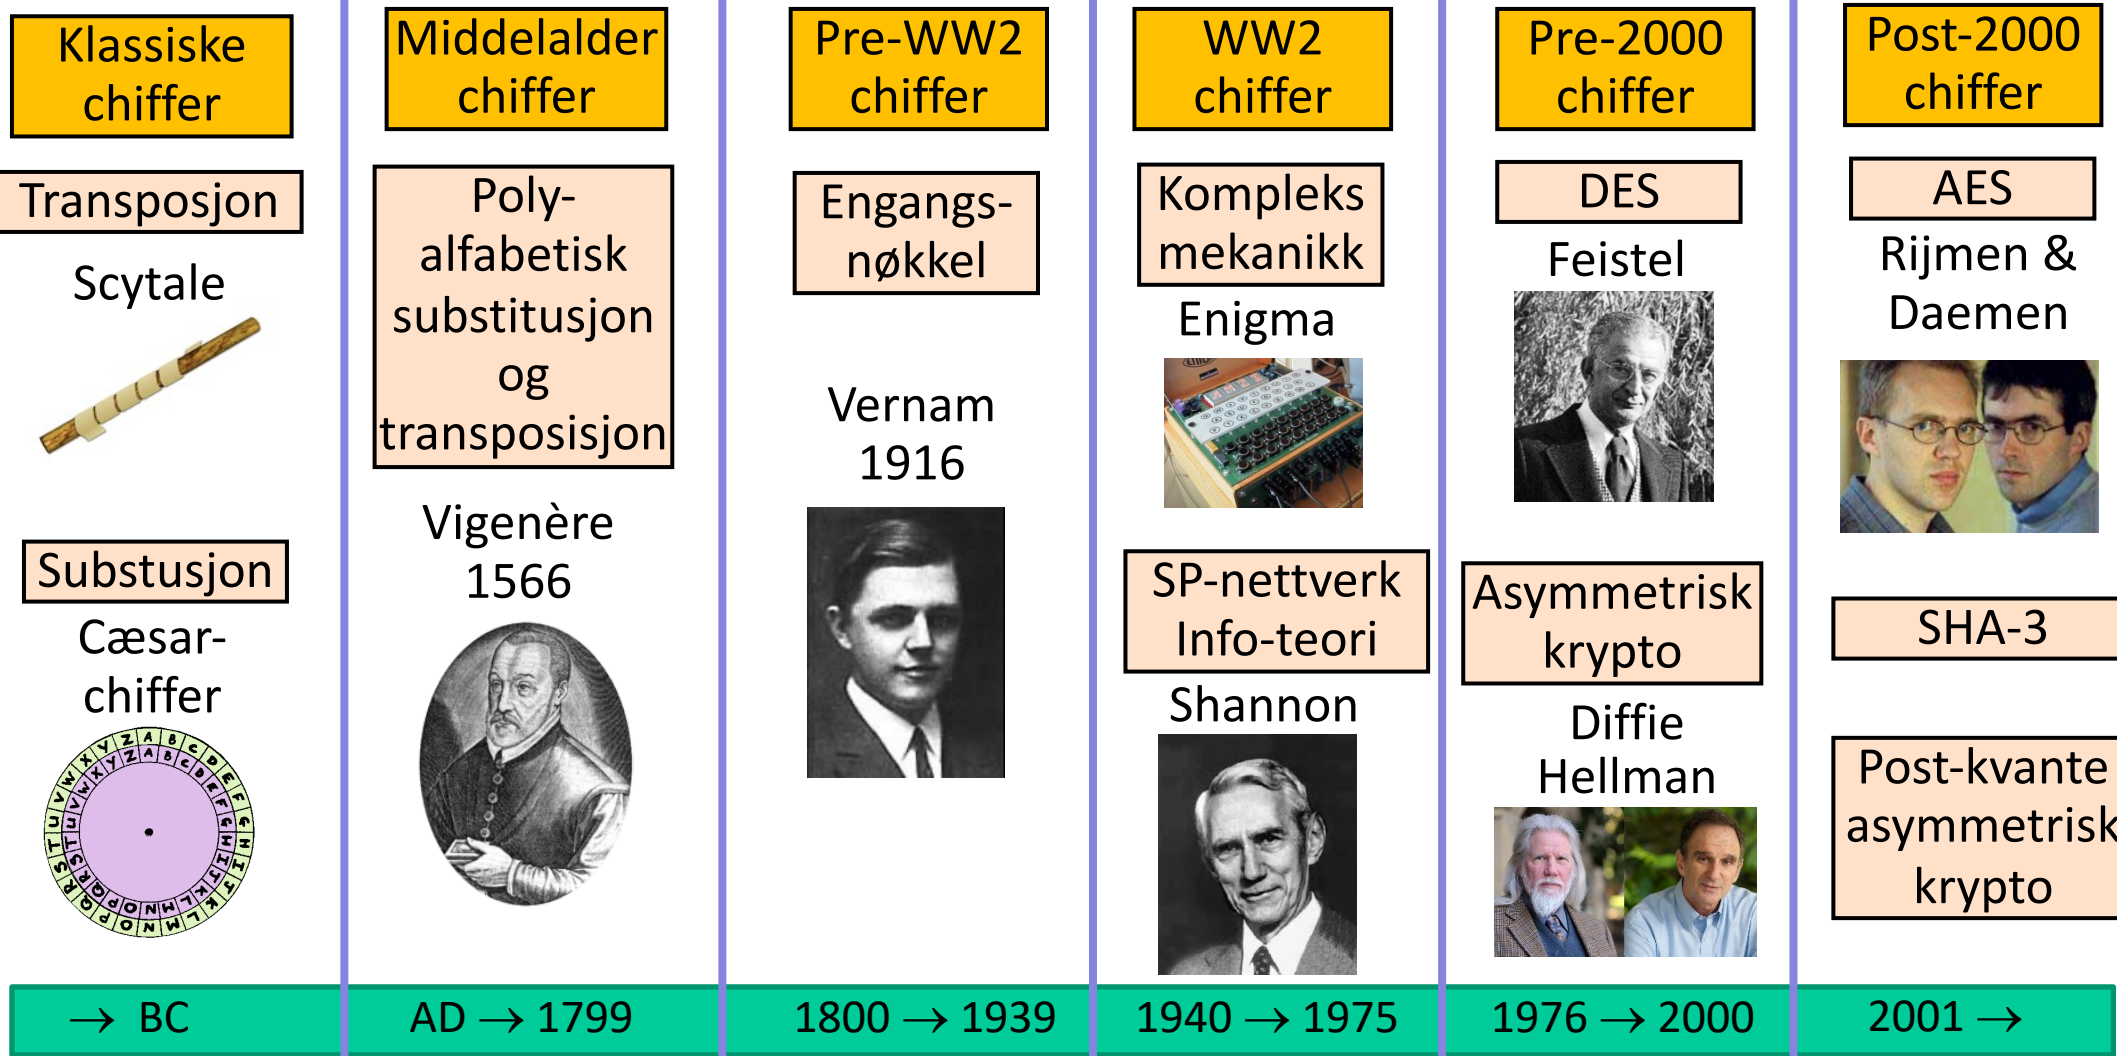 Klassiske
chiffer
Transposjon
Scytale
Substusjon
Cæsar-
chiffer
Middelalder
chiffer
Poly-
alfabetisk
substitusjon
og
transposisjon
Vigenère
1566
Pre-WW2
chiffer
Engangs-
nøkkel
Vernam
1916
WW2
chiffer
Kompleks
mekanikk
Enigma
SP-nettverk
Info-teori
Shannon
Pre-2000
chiffer
DES
Feistel
Asymmetrisk
krypto
Diffie
Hellman
Post-2000
chiffer
AES
Rijmen &
Daemen
SHA-3
Post-kvante
asymmetrisk
krypto
→ BC
AD → 1799
1800 → 1939
1940 → 1975
1976 → 2000
2001 →